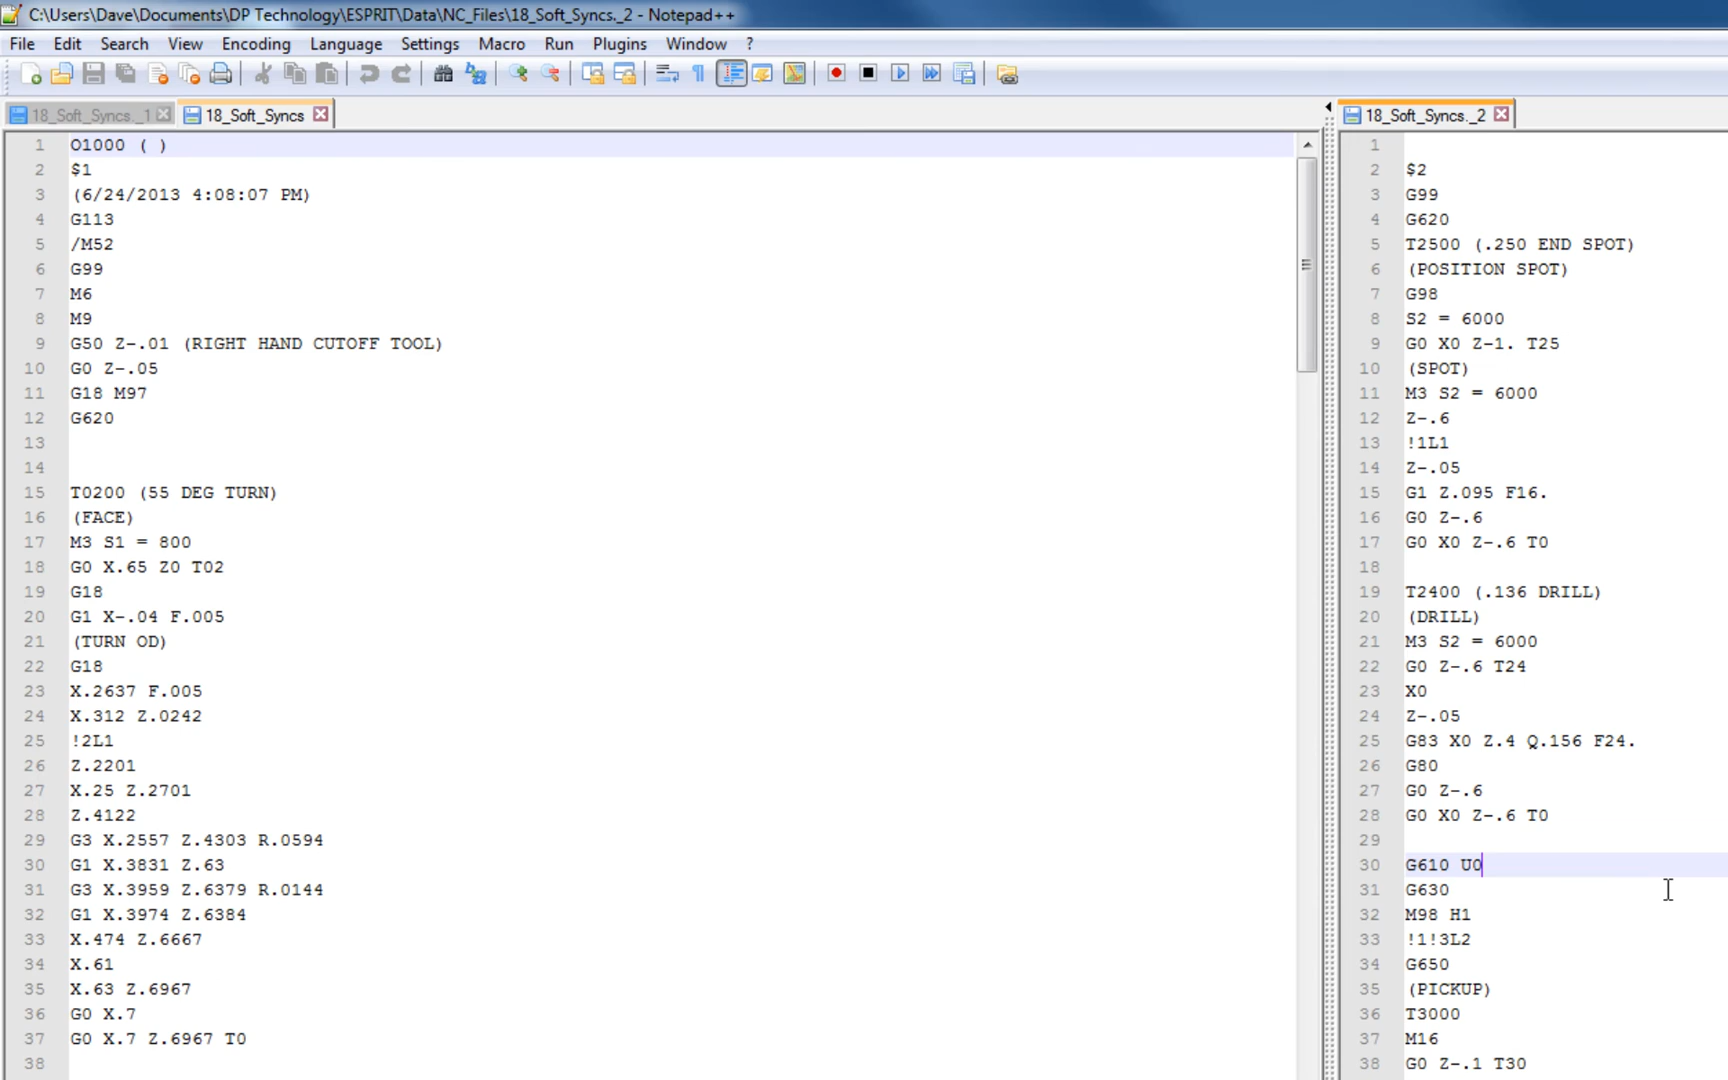 C:\Users\Dave\Documents\DP Technology\ESPRIT\Data\NC_Files\18_Soft_Syncs._2 - Notepad++
File Edit Search View Encoding Language Settings Macro Run Plugins Window ?
18_Soft_Syncs._1 18_Soft_Syncs
1 O1000 ( )
2 $1
3 (6/24/2013 4:08:07 PM)
4 G113
5 /M52
6 G99
7 M6
8 M9
9 G50 Z-.01 (RIGHT HAND CUTOFF TOOL)
10 G0 Z-.05
11 G18 M97
12 G620
13
14
15 T0200 (55 DEG TURN)
16 (FACE)
17 M3 S1 = 800
18 G0 X.65 Z0 T02
19 G18
20 G1 X-.04 F.005
21 (TURN OD)
22 G18
23 X.2637 F.005
24 X.312 Z.0242
25 !2L1
26 Z.2201
27 X.25 Z.2701
28 Z.4122
29 G3 X.2557 Z.4303 R.0594
30 G1 X.3831 Z.63
31 G3 X.3959 Z.6379 R.0144
32 G1 X.3974 Z.6384
33 X.474 Z.6667
34 X.61
35 X.63 Z.6967
36 G0 X.7
37 G0 X.7 Z.6967 T0
38
18_Soft_Syncs._2
1
2 $2
3 G99
4 G620
5 T2500 (.250 END SPOT)
6 (POSITION SPOT)
7 G98
8 S2 = 6000
9 G0 X0 Z-1. T25
10 (SPOT)
11 M3 S2 = 6000
12 Z-.6
13 !1L1
14 Z-.05
15 G1 Z.095 F16.
16 G0 Z-.6
17 G0 X0 Z-.6 T0
18
19 T2400 (.136 DRILL)
20 (DRILL)
21 M3 S2 = 6000
22 G0 Z-.6 T24
23 X0
24 Z-.05
25 G83 X0 Z.4 Q.156 F24.
26 G80
27 G0 Z-.6
28 G0 X0 Z-.6 T0
29
30 G610 U0
31 G630
32 M98 H1
33 !1!3L2
34 G650
35 (PICKUP)
36 T3000
37 M16
38 G0 Z-.1 T30